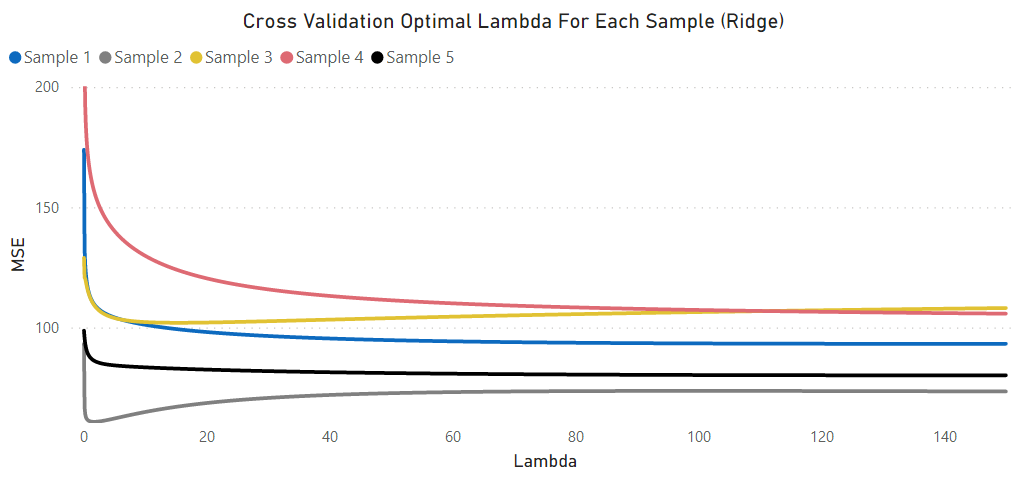 Cross Validation Optimal Lambda For Each Sample (Ridge)
Sample 1 Sample 2 Sample 3 Sample 4 Sample 5
200
150
100
MSE
0 20 40 60 80 100 120 140
Lambda